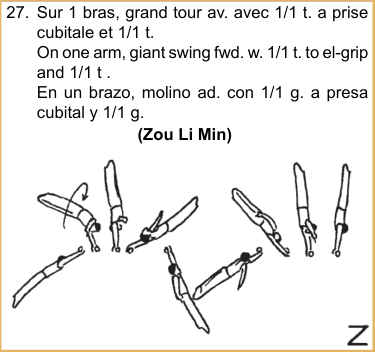 27. Sur 1 bras, grand tour av. avec 1/1 t. a prise
cubitale et 1/1 t.
On one arm, giant swing fwd. w. 1/1 t. to el-grip
and 1/1 t .
En un brazo, molino ad. con 1/1 g. a presa
cubital y 1/1 g.
(Zou Li Min)
Z